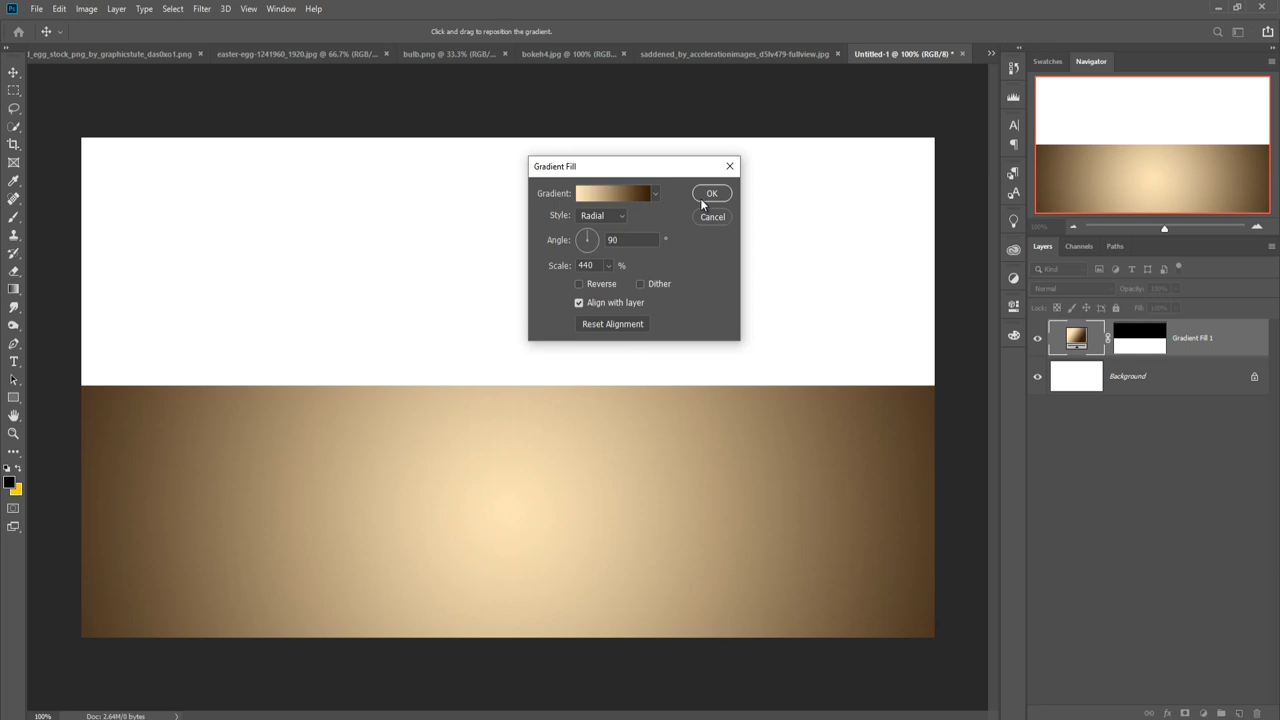 Ps File Edit Image Layer Type Select Filter 3D View Window Help
Click and drag to reposition the gradient.
l_egg_stock_png_by_graphicstute_das0xo1.png × easter-egg-1241960_1920.jpg @ 66.7% (RGB/... × bulb.png @ 33.3% (RGB/... × bokeh4.jpg @ 100% (RGB/... × saddened_by_accelerationimages_d5lv479-fullview.jpg × Untitled-1 @ 100% (RGB/8) * ×
Swatches Navigator
Gradient Fill
Gradient: OK
Style: Radial Cancel
Angle: 90 °
Scale: 440 %
Reverse Dither
Align with layer
Reset Alignment
100%
Layers Channels Paths
Kind
Normal Opacity: 100%
Lock: Fill: 100%
Gradient Fill 1
Background
100% Doc: 2.64M/0 bytes